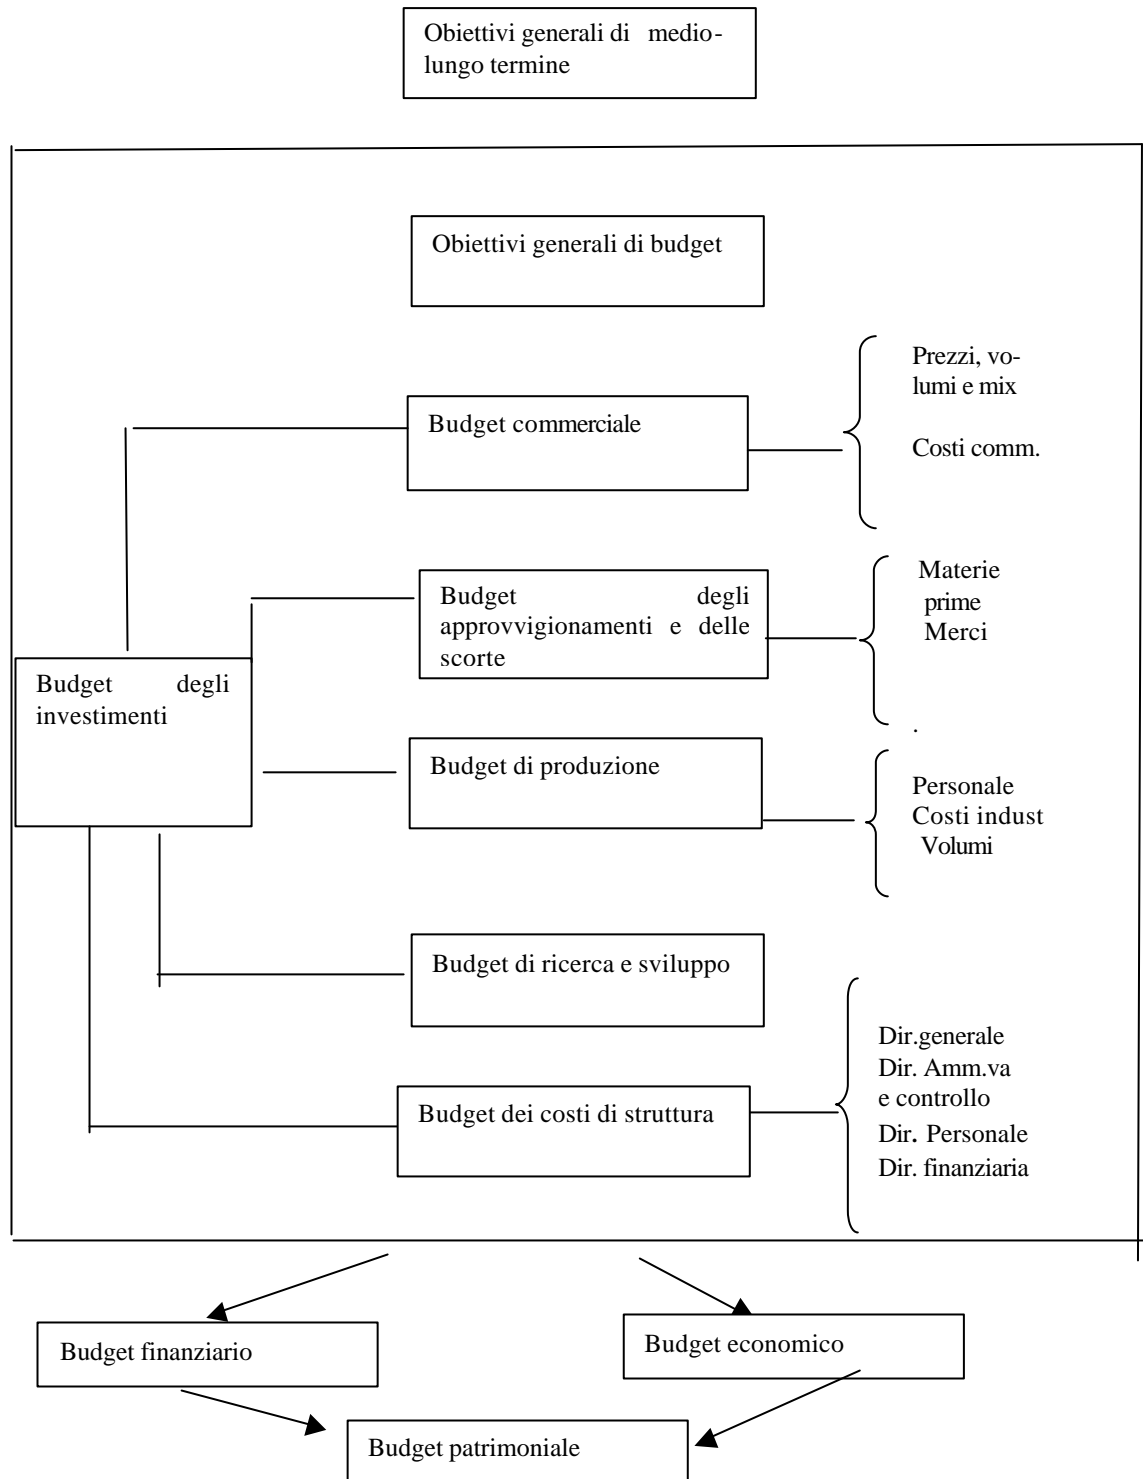 Obiettivi generali di medio-
lungo termine
Obiettivi generali di budget
Budget commerciale
Prezzi, vo-
lumi e mix
Costi comm.
Budget degli
approvvigionamenti e delle
scorte
Materie
prime
Merci
.
Budget degli
investimenti
Budget di produzione
Personale
Costi indust
Volumi
Budget di ricerca e sviluppo
Budget dei costi di struttura
Dir.generale
Dir. Amm.va
e controllo
Dir. Personale
Dir. finanziaria
Budget finanziario
Budget economico
Budget patrimoniale